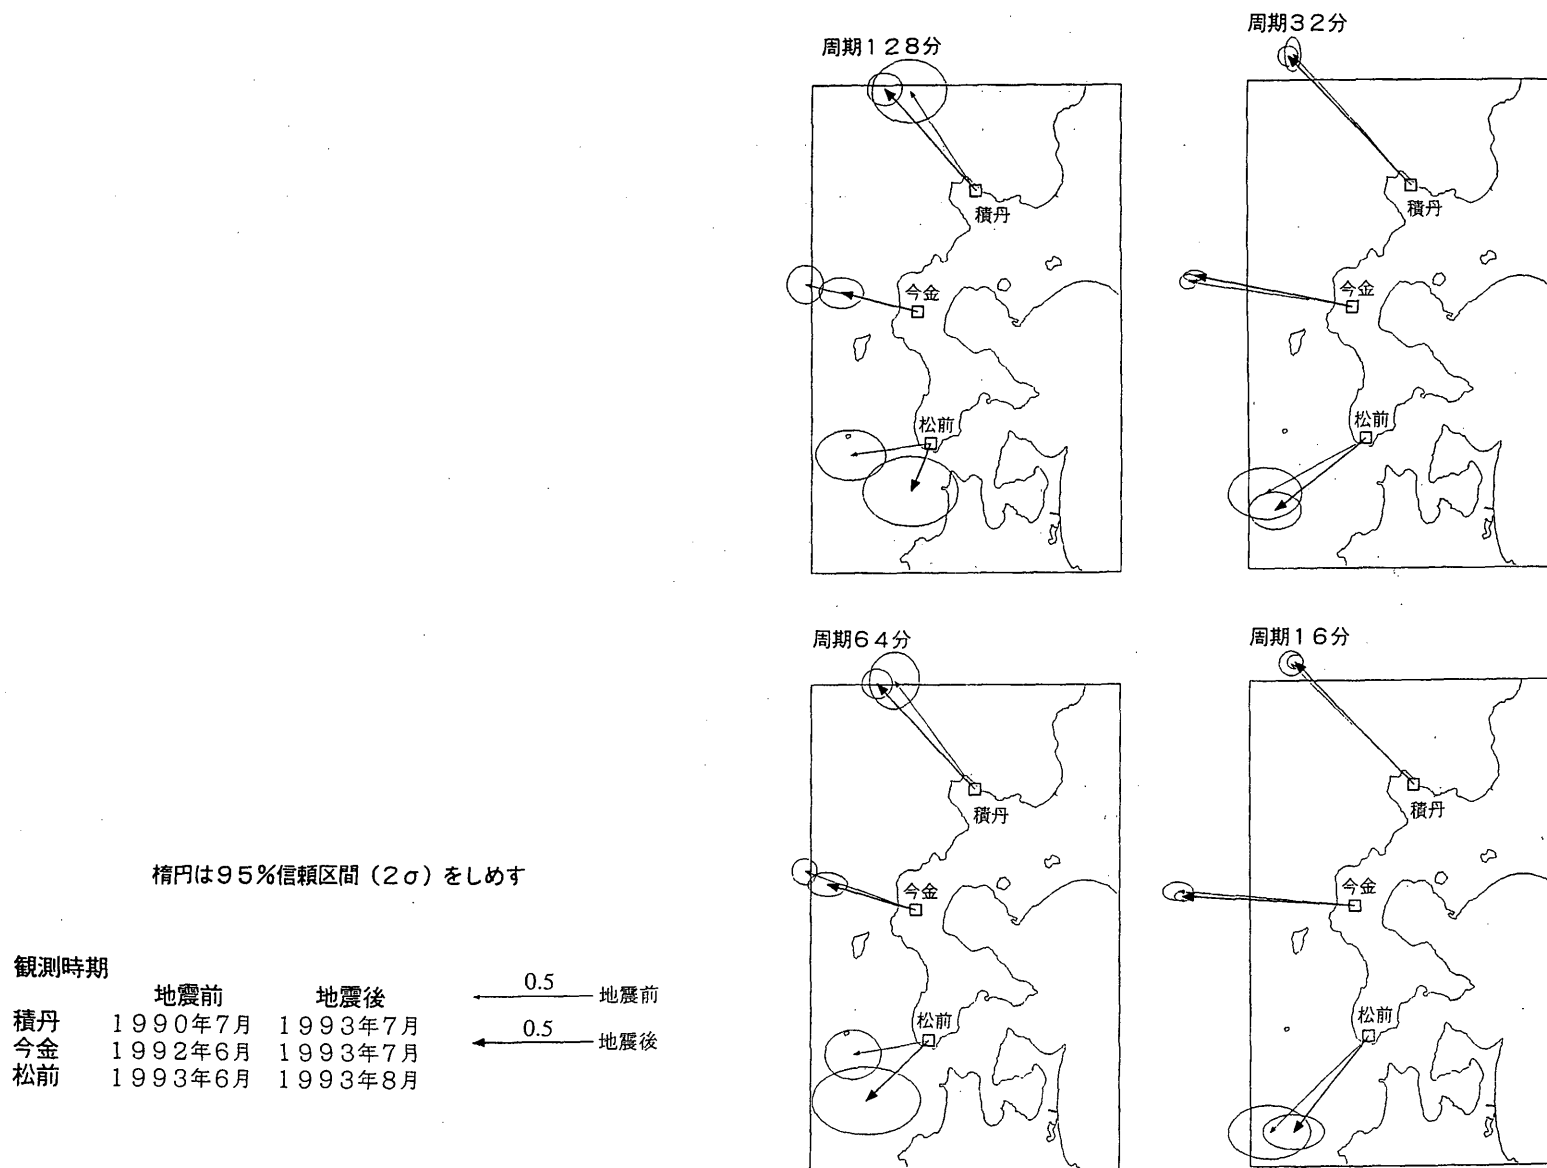 周期128分
積丹
今金
松前
周期32分
積丹
今金
松前
周期64分
積丹
今金
松前
周期16分
積丹
今金
松前
楕円は95%信頼区間(2σ)をしめす
観測時期
地震前 地震後
積丹 1990年7月 1993年7月
今金 1992年6月 1993年7月
松前 1993年6月 1993年8月
0.5 地震前
0.5 地震後